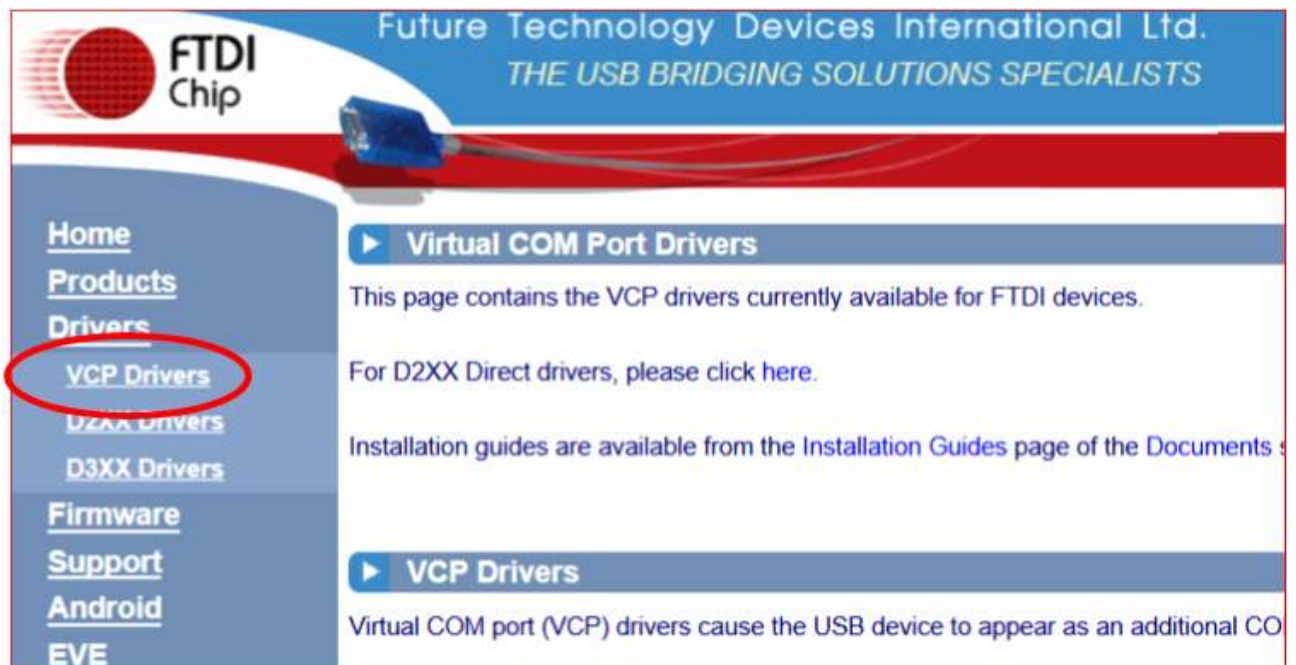 FTDI
Chip
Future Technology Devices International Ltd.
THE USB BRIDGING SOLUTIONS SPECIALISTS
Home
Products
Drivers
VCP Drivers
D2XX Drivers
D3XX Drivers
Firmware
Support
Android
EVE
Virtual COM Port Drivers
This page contains the VCP drivers currently available for FTDI devices.
For D2XX Direct drivers, please click here.
Installation guides are available from the Installation Guides page of the Documents s
VCP Drivers
Virtual COM port (VCP) drivers cause the USB device to appear as an additional CO